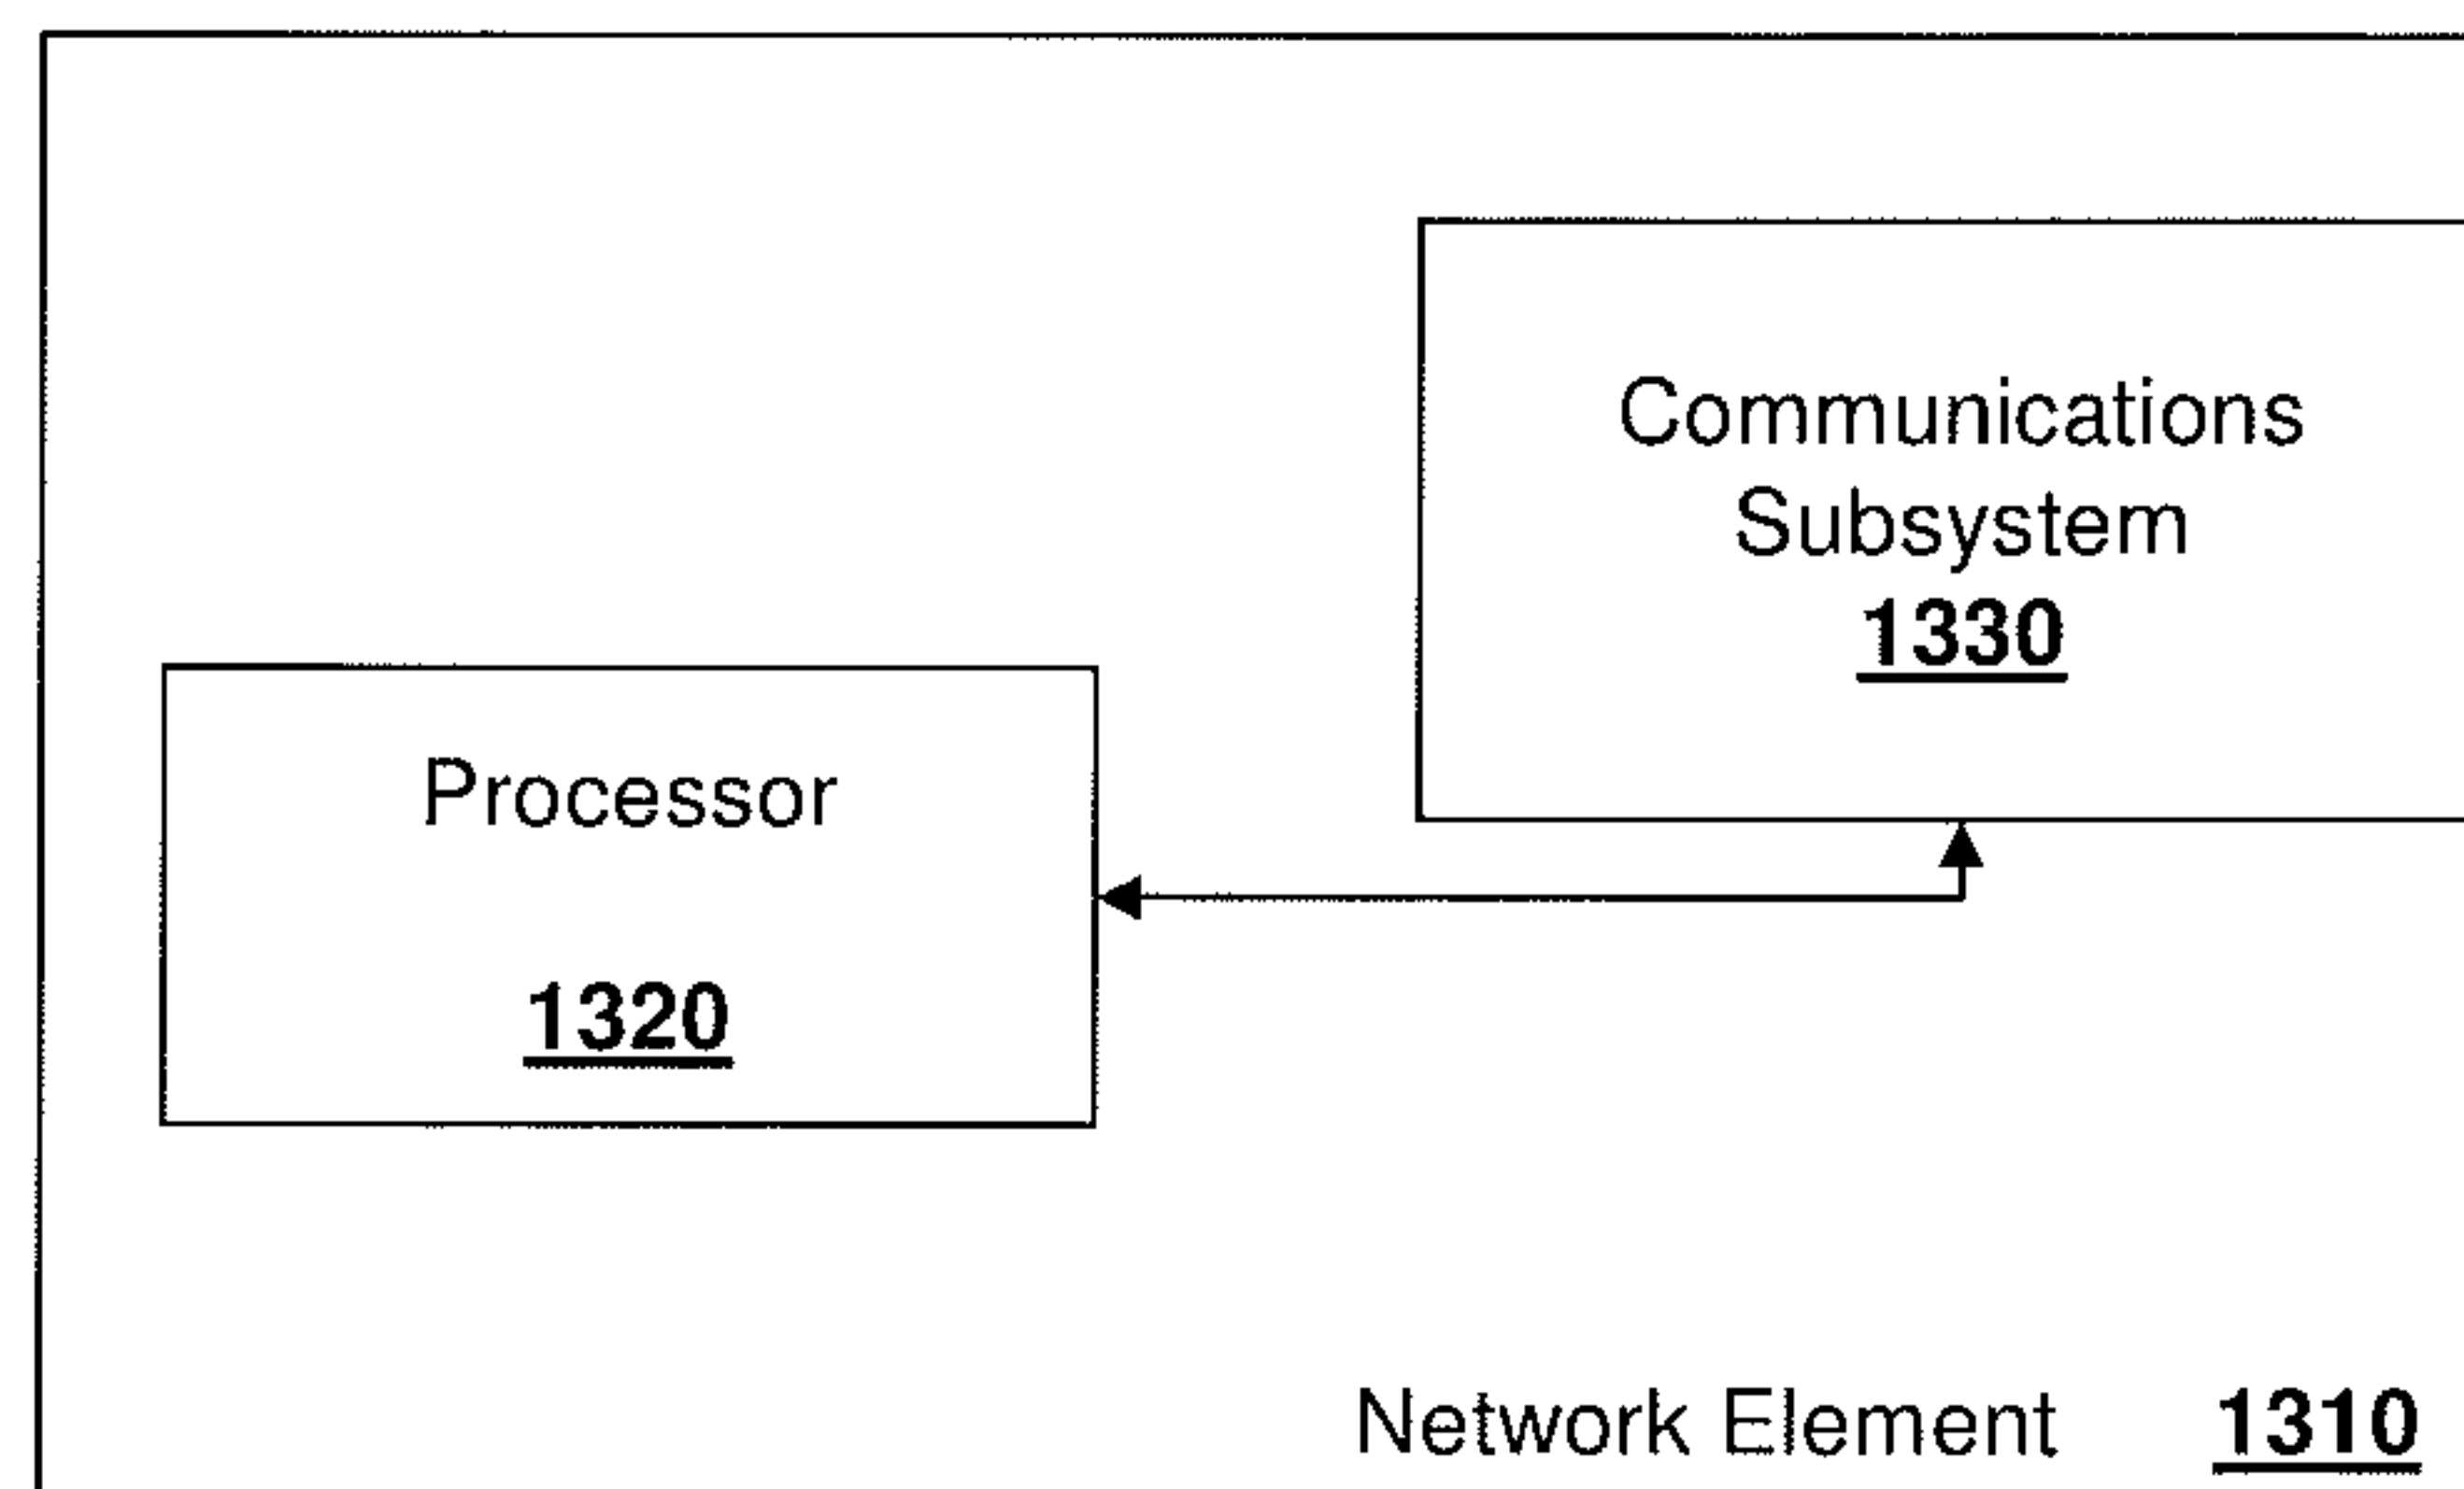 Communications
Subsystem
1330
Processor
1320
Network Element 1310